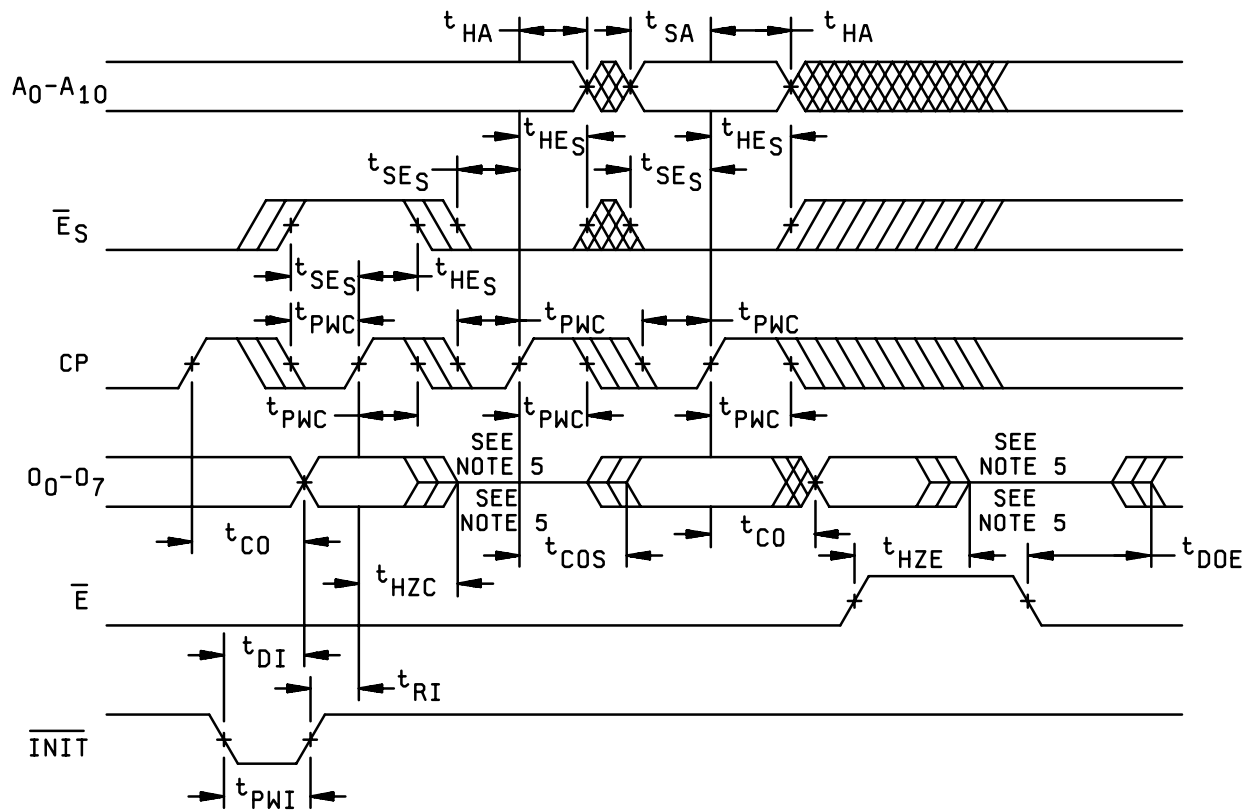 tHA tSA tHA
A0-A10
tHES tHES
tSES tSES
E̅S
tSES tHES
tPWC tPWC tPWC
CP
tPWC tPWC tPWC
SEE NOTE 5 SEE NOTE 5
O0-O7
SEE NOTE 5 SEE NOTE 5
tCO tCOS tCO tHZE tDOE
tHZC
E̅
tDI
tRI
I̅N̅I̅T̅
tPWI